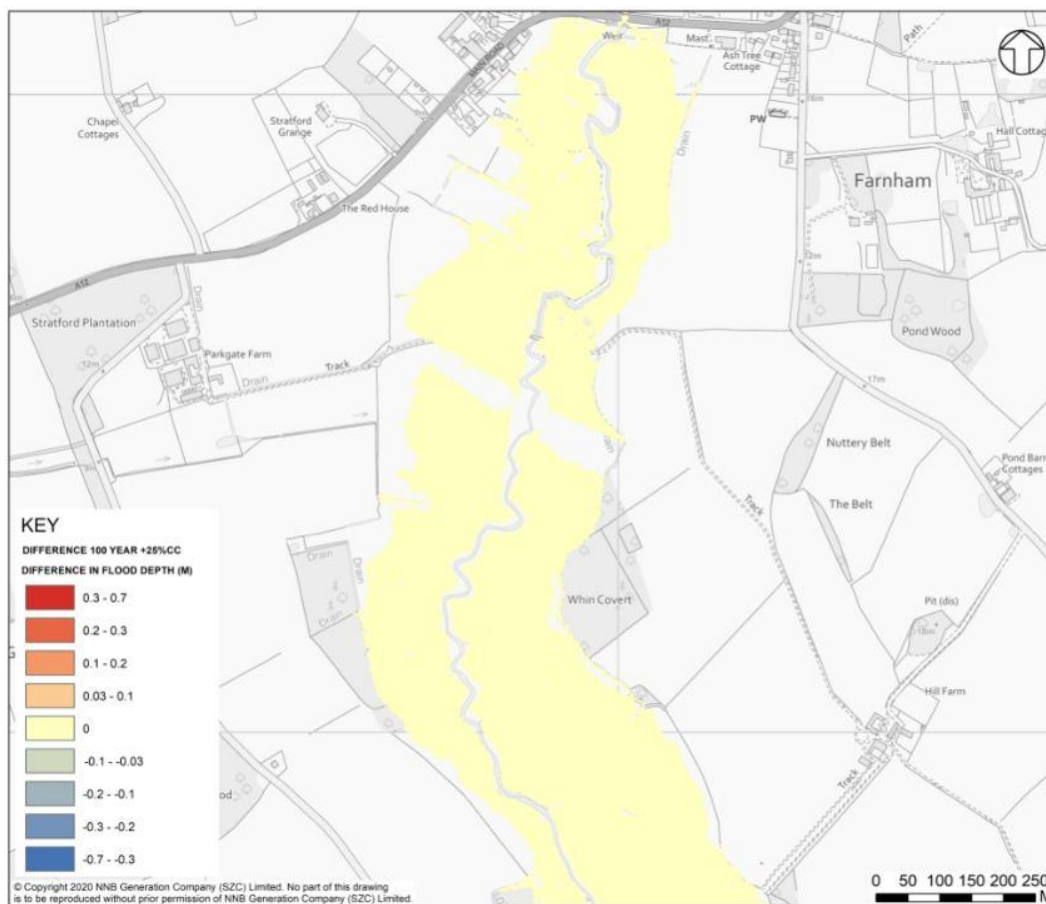 A12
MAIN ROAD
Weir
Mast
Ash Tree
Cottage
Path
Chapel
Cottages
Stratford
Grange
Drain
Drain
PW
16m
Hall Cottag
Farnham
The Red House
A12
12m
Stratford Plantation
Drain
12m
Parkgate Farm
Drain
Track
Pond Wood
17m
Nuttery Belt
Pond Barn
Cottages
The Belt
Track
Drain
Drain
Drain
Whin Covert
Pit (dis)
18m
Hill Farm
Track
KEY
DIFFERENCE 100 YEAR +25%CC
DIFFERENCE IN FLOOD DEPTH (M)
0.3 - 0.7
0.2 - 0.3
0.1 - 0.2
0.03 - 0.1
0
-0.1 - -0.03
-0.2 - -0.1
-0.3 - -0.2
-0.7 - -0.3
© Copyright 2020 NNB Generation Company (SZC) Limited. No part of this drawing
is to be reproduced without prior permission of NNB Generation Company (SZC) Limited.
0 50 100 150 200 250
M